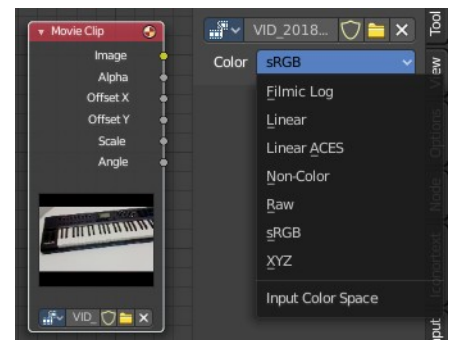 Movie Clip
Image
Alpha
Offset X
Offset Y
Scale
Angle
VID_
VID_2018...
Color sRGB
Filmic Log
Linear
Linear ACES
Non-Color
Raw
sRGB
XYZ
Input Color Space
Tool
View
Options
Node